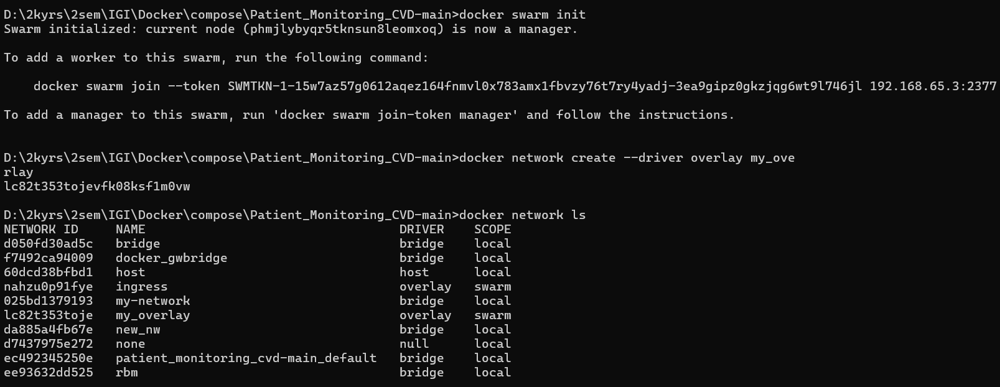 D:\2kyrs\2sem\IGI\Docker\compose\Patient_Monitoring_CVD-main>docker swarm init
Swarm initialized: current node (phmjlybyqr5tknsun8leomxoq) is now a manager.
To add a worker to this swarm, run the following command:
docker swarm join --token SWMTKN-1-15w7az57g0612aqez164fnmvl0x783amx1fbvzy76t7ry4yadj-3ea9gipz0gkzjqg6wt9l746jl 192.168.65.3:2377
To add a manager to this swarm, run 'docker swarm join-token manager' and follow the instructions.
D:\2kyrs\2sem\IGI\Docker\compose\Patient_Monitoring_CVD-main>docker network create --driver overlay my_ove
rlay
lc82t353tojevfk08ksf1m0vw
D:\2kyrs\2sem\IGI\Docker\compose\Patient_Monitoring_CVD-main>docker network ls
NETWORK ID     NAME                                  DRIVER    SCOPE
d050fd30ad5c   bridge                                bridge    local
f7492ca94009   docker_gwbridge                       bridge    local
60dcd38bfbd1   host                                  host      local
nahzu0p91fye   ingress                               overlay   swarm
025bd1379193   my-network                            bridge    local
lc82t353toje   my_overlay                            overlay   swarm
da885a4fb67e   new_nw                                bridge    local
d7437975e272   none                                  null      local
ec492345250e   patient_monitoring_cvd-main_default   bridge    local
ee93632dd525   rbm                                   bridge    local